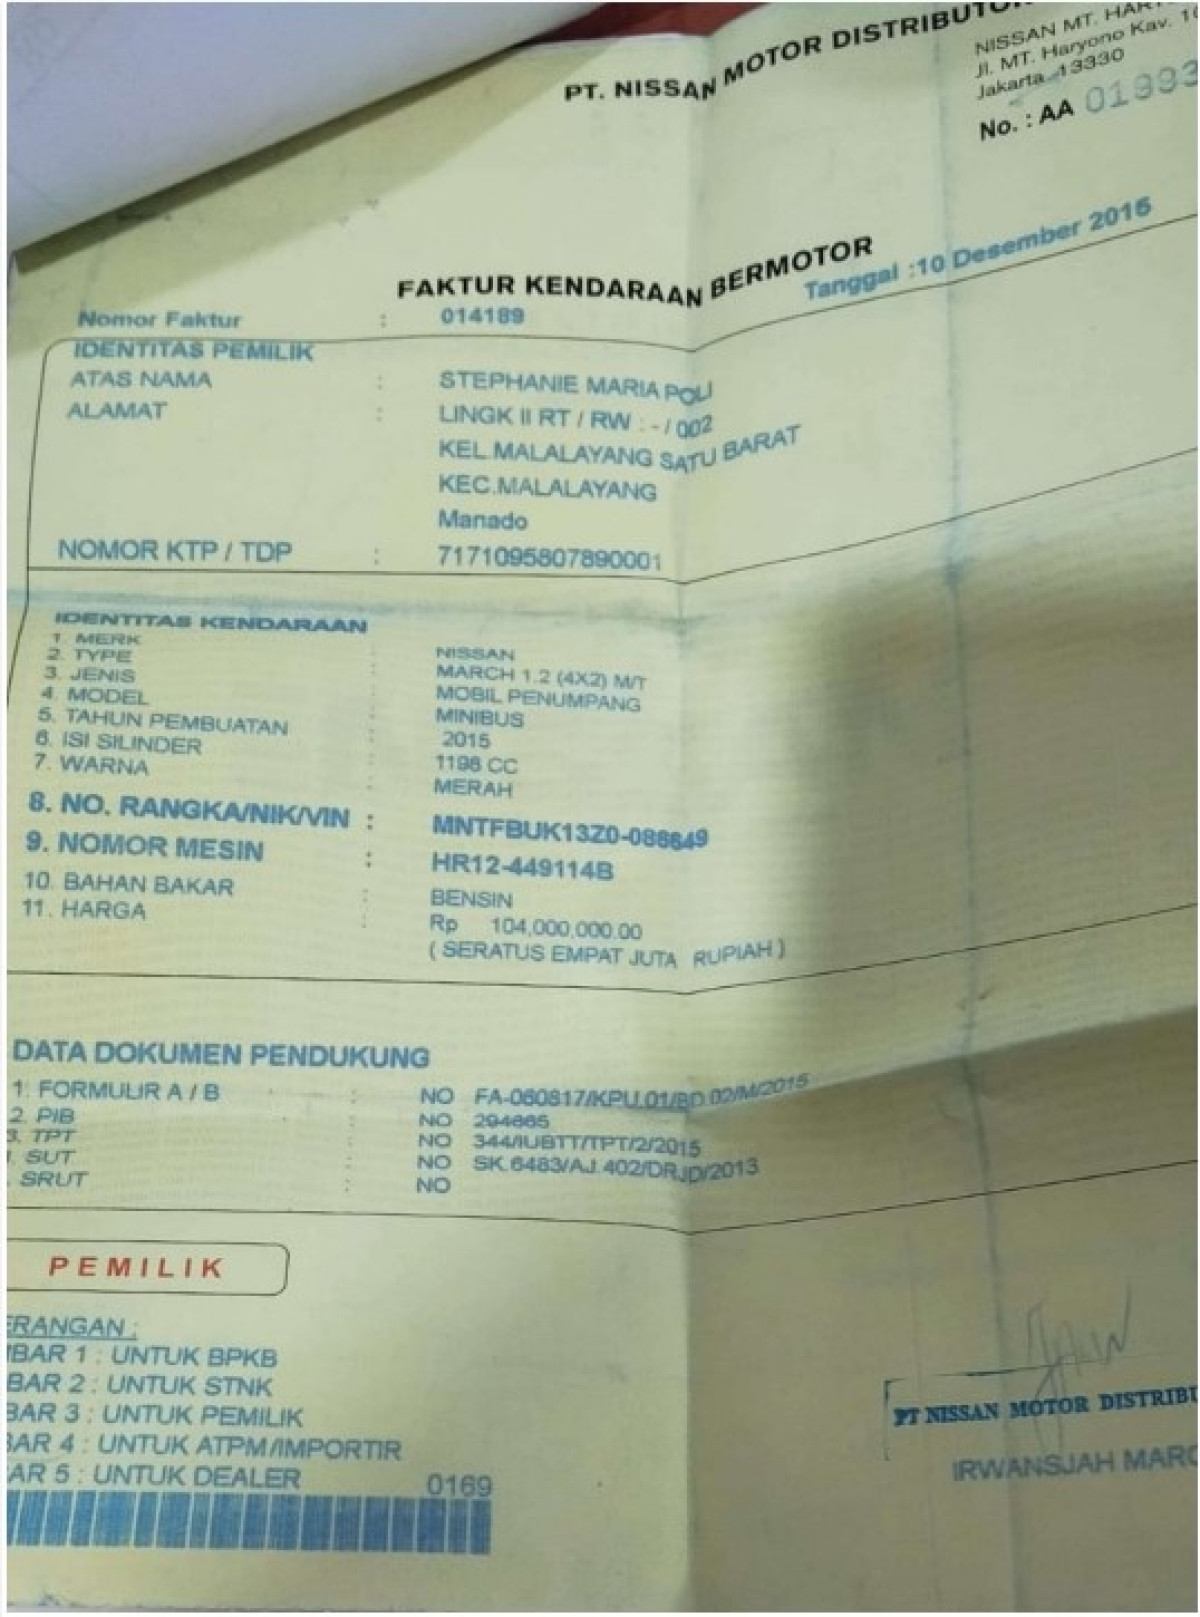 PT. NISSAN MOTOR DISTRIBUTOR
NISSAN MT. HAR
Jl. MT. Haryono Kav. 10
Jakarta 13330
No. : AA 01993
FAKTUR KENDARAAN BERMOTOR
Tanggal : 10 Desember 2015
Nomor Faktur : 014189
IDENTITAS PEMILIK
ATAS NAMA : STEPHANIE MARIA POLI
ALAMAT : LINGK II RT / RW : - / 002
KEL.MALALAYANG SATU BARAT
KEC.MALALAYANG
Manado
NOMOR KTP / TDP : 7171095807890001
IDENTITAS KENDARAAN
1. MERK : NISSAN
2. TYPE : MARCH 1.2 (4X2) M/T
3. JENIS : MOBIL PENUMPANG
4. MODEL : MINIBUS
5. TAHUN PEMBUATAN : 2015
6. ISI SILINDER : 1198 CC
7. WARNA : MERAH
8. NO. RANGKA/NIK/VIN : MNTFBUK13Z0-088649
9. NOMOR MESIN : HR12-449114B
10. BAHAN BAKAR : BENSIN
11. HARGA : Rp 104,000,000.00
( SERATUS EMPAT JUTA RUPIAH )
DATA DOKUMEN PENDUKUNG
1. FORMULIR A / B : NO FA-060817/KPU.01/BD.02/M/2015
2. PIB : NO 294665
3. TPT : NO 344/IUBTT/TPT/2/2015
. SUT : NO SK.6483/AJ.402/DRJD/2013
. SRUT : NO
PEMILIK
ERANGAN :
BAR 1 : UNTUK BPKB
BAR 2 : UNTUK STNK
BAR 3 : UNTUK PEMILIK
BAR 4 : UNTUK ATPM/IMPORTIR
AR 5 : UNTUK DEALER 0169
PT NISSAN MOTOR DISTRIBU
IRWANSJAH MARC